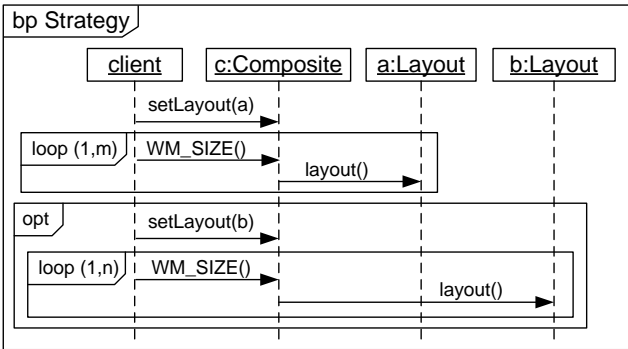 bp Strategy
client c:Composite a:Layout b:Layout
setLayout(a)
loop (1,m) WM_SIZE()
layout()
opt
setLayout(b)
loop (1,n) WM_SIZE()
layout()